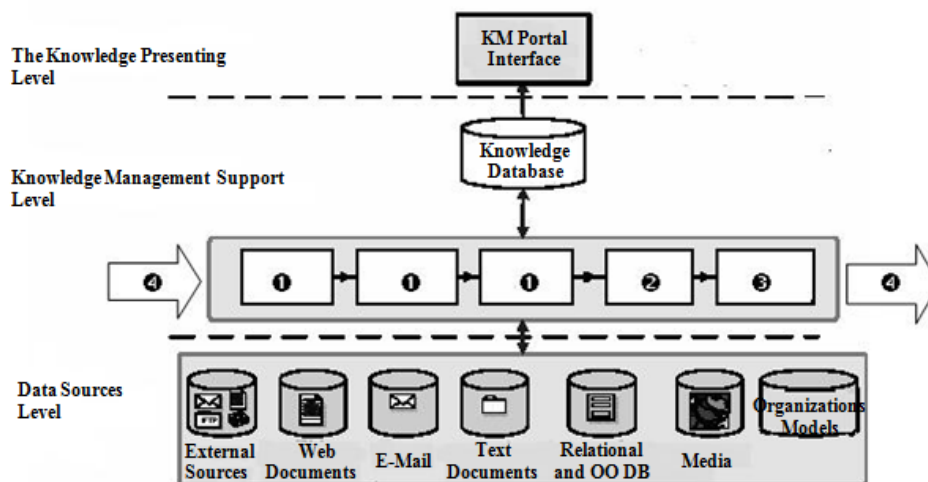 KM Portal
Interface
The Knowledge Presenting
Level
Knowledge
Database
Knowledge Management Support
Level
❹ ❶ ❶ ❶ ❷ ❸ ❹
Data Sources
Level
FTP
External
Sources
Web
Documents
E-Mail
Text
Documents
Relational
and OO DB
Media
Organizations
Models